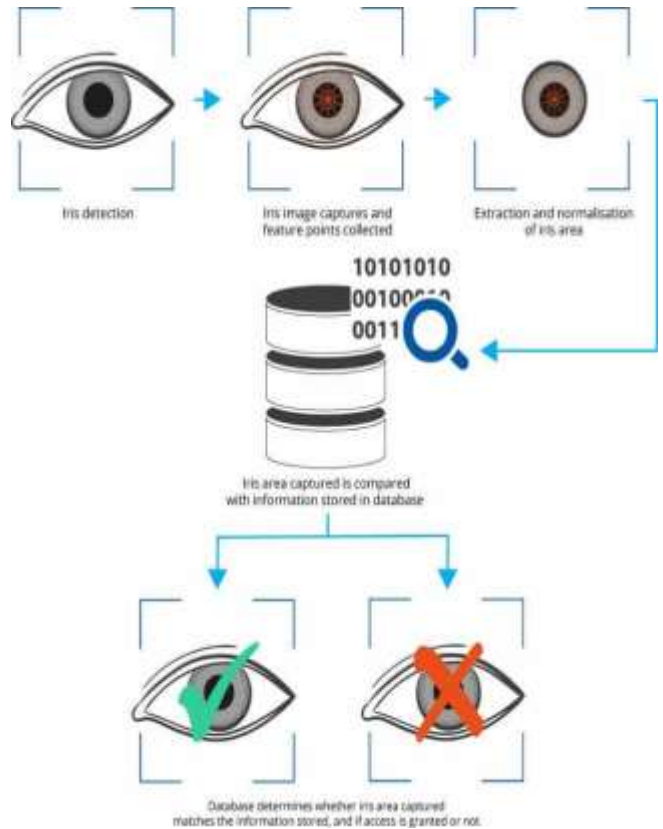 Iris detection
Iris image captures and
feature points collected
Extraction and normalisation
of iris area
10101010
0010
0011
Iris area captured is compared
with information stored in database
Database determines whether iris area captured
matches the information stored, and if access is granted or not.